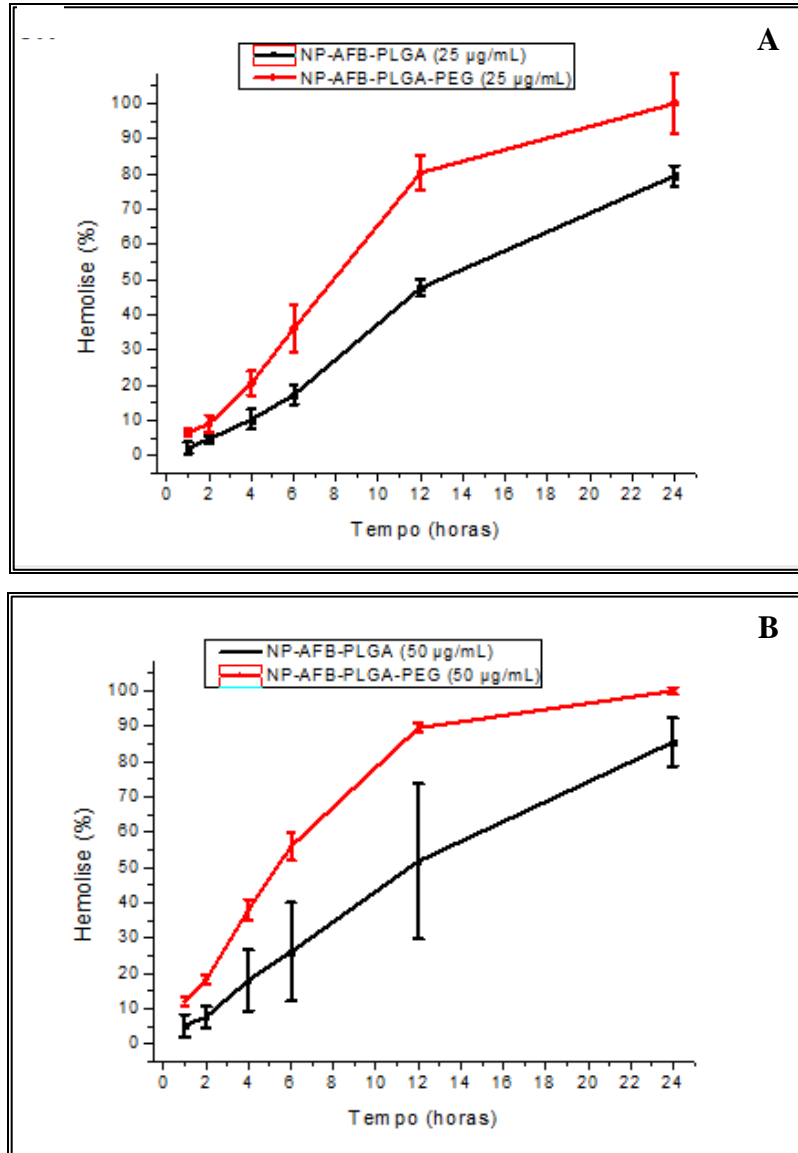 A
NP-AFB-PLGA (25 µg/mL)
NP-AFB-PLGA-PEG (25 µg/mL)
100
90
80
70
60
50
40
30
20
10
0
Hemolise (%)
0 2 4 6 8 10 12 14 16 18 20 22 24
Tempo (horas)
B
NP-AFB-PLGA (50 µg/mL)
NP-AFB-PLGA-PEG (50 µg/mL)
100
90
80
70
60
50
40
30
20
10
0
Hemolise (%)
0 2 4 6 8 10 12 14 16 18 20 22 24
Tempo (horas)